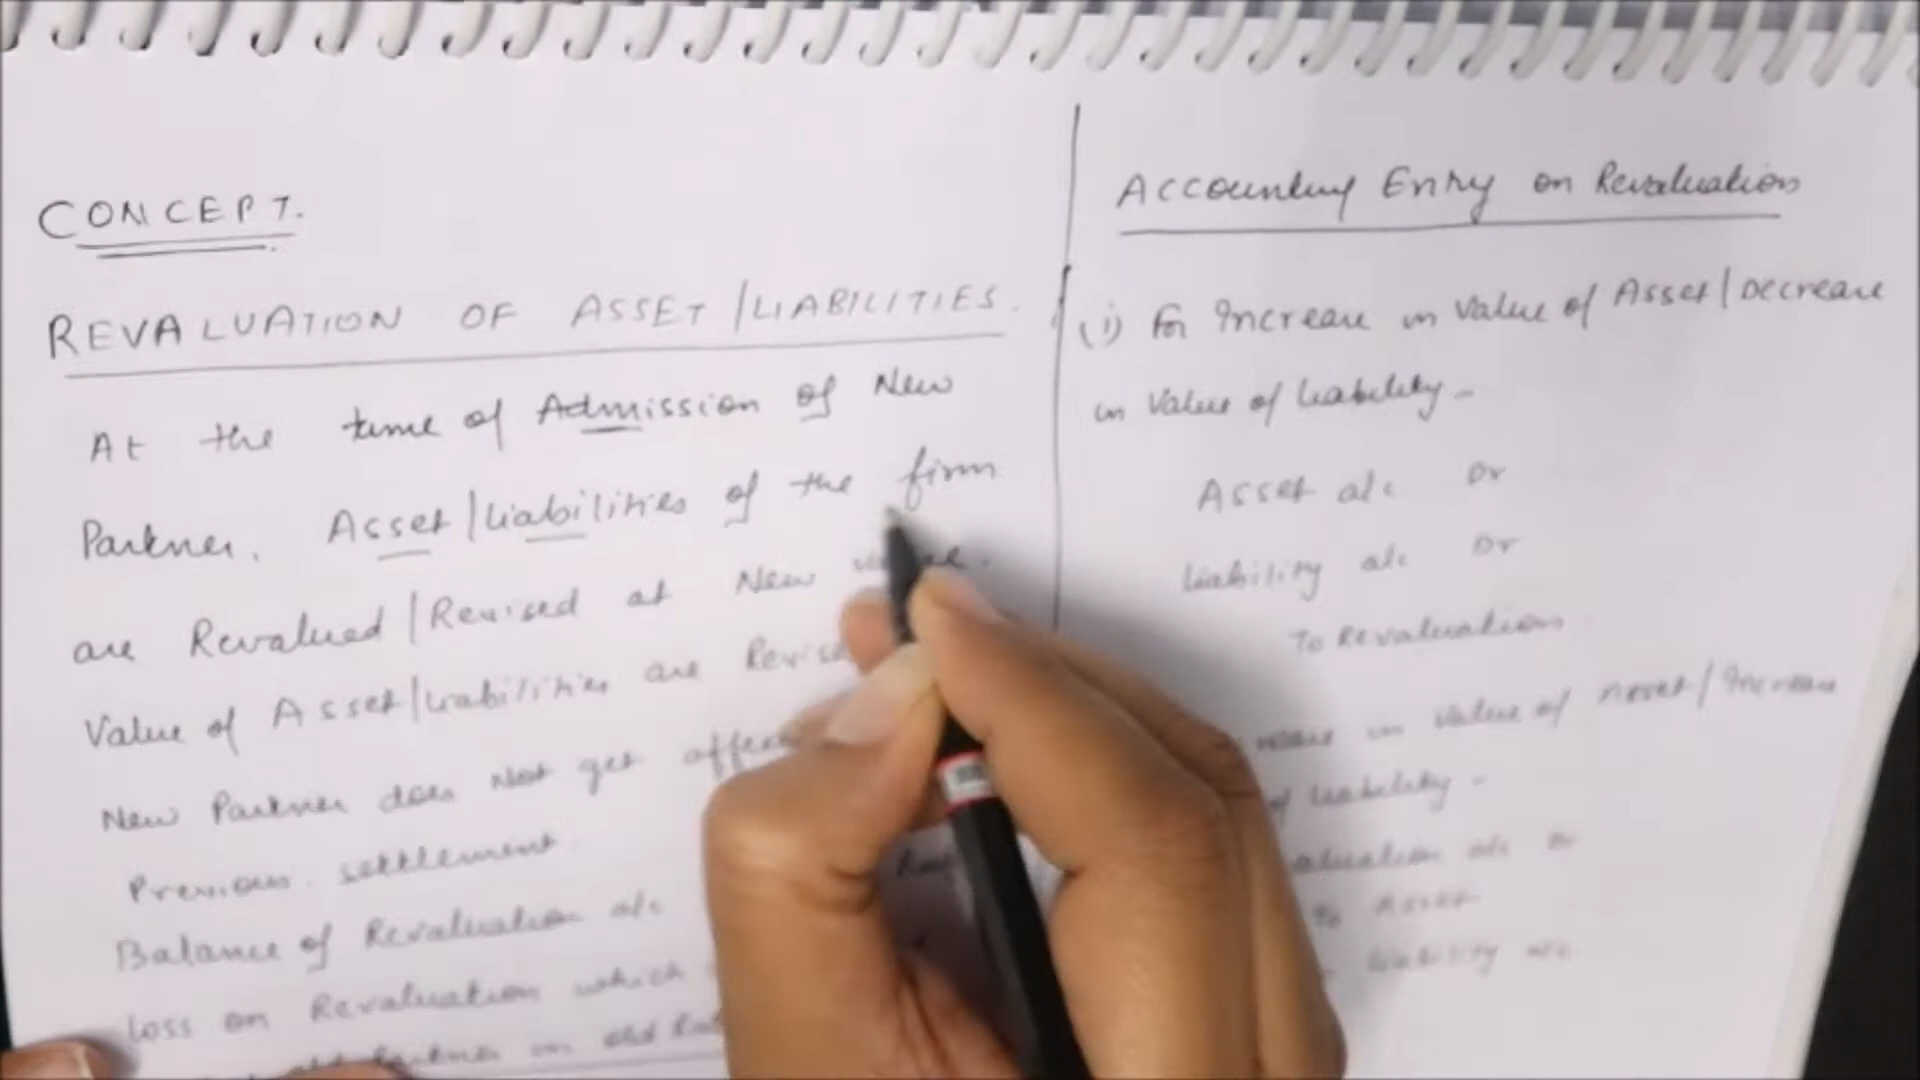 CONCEPT.
REVALUATION OF ASSET/LIABILITIES.
At the time of Admission of New
Partner. Asset/Liabilities of the firm
are Revalued/Revised at New
Value of Asset/Liabilities are
New Partner does Not get
Previous. settlement.
Balance of Revaluation a/c
Loss on Revaluation which
Partner in old
Accounting Entry on Revaluation
(i) For Increase in Value of Asset/Decrease
in Value of liability-
Asset a/c Dr
Liability a/c Dr
To Revaluation
in Value of Asset/Increase
of liability-
a/c Dr
To Asset
liability a/c